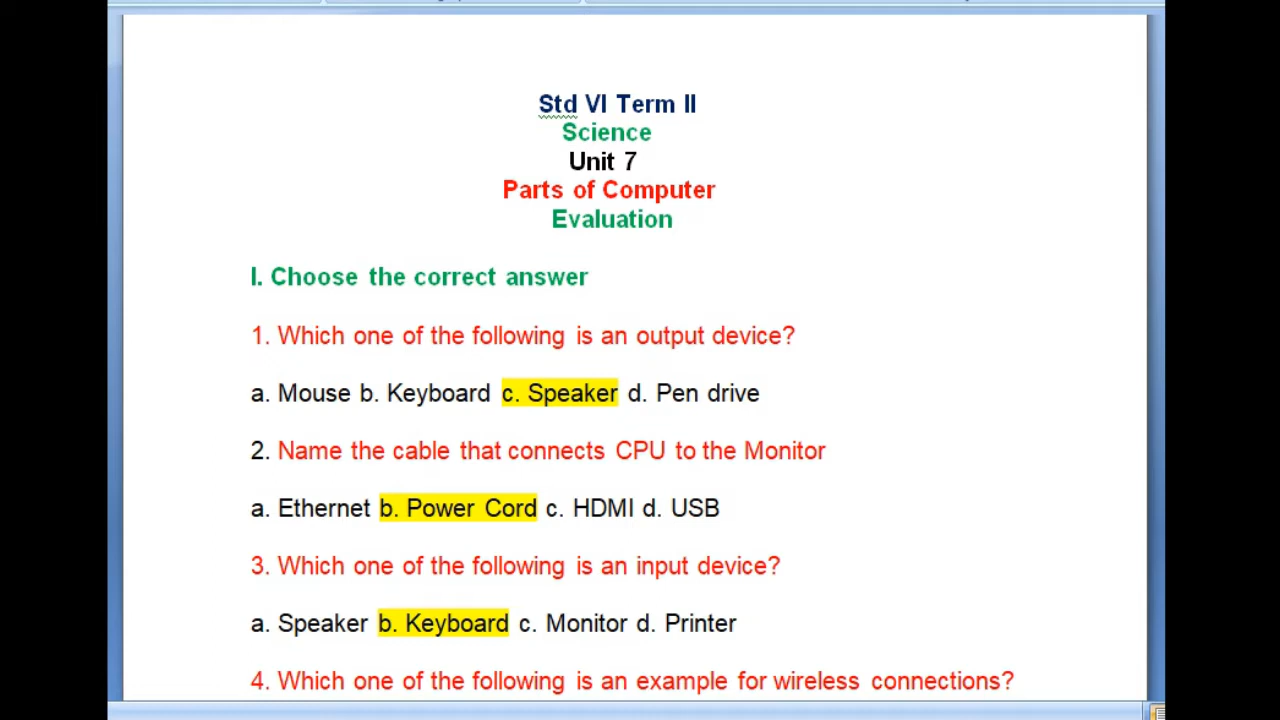 Std VI Term II
Science
Unit 7
Parts of Computer
Evaluation
I. Choose the correct answer
1. Which one of the following is an output device?
a. Mouse b. Keyboard c. Speaker d. Pen drive
2. Name the cable that connects CPU to the Monitor
a. Ethernet b. Power Cord c. HDMI d. USB
3. Which one of the following is an input device?
a. Speaker b. Keyboard c. Monitor d. Printer
4. Which one of the following is an example for wireless connections?